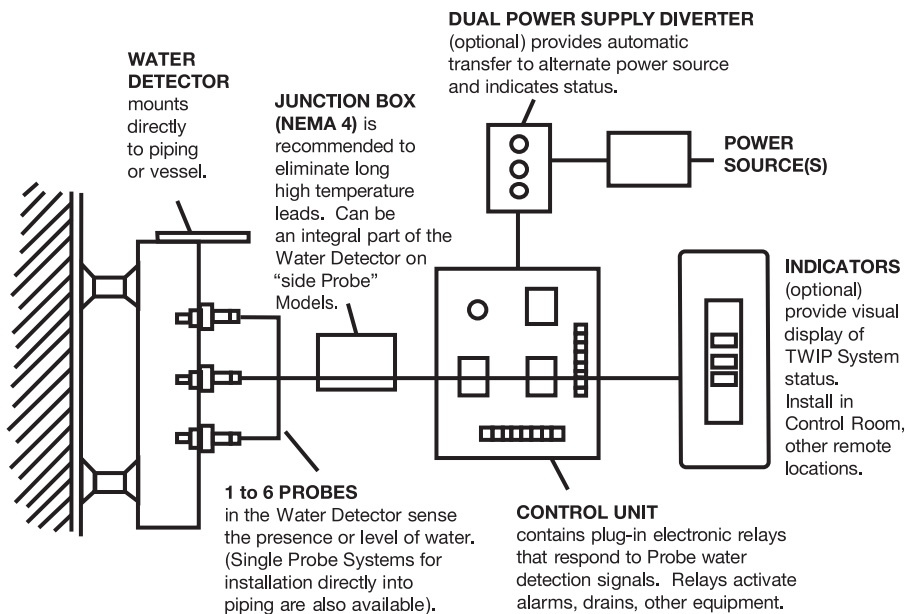 DUAL POWER SUPPLY DIVERTER
(optional) provides automatic
transfer to alternate power source
and indicates status.
WATER
DETECTOR
mounts
directly
to piping
or vessel.
JUNCTION BOX
(NEMA 4) is
recommended to
eliminate long
high temperature
leads. Can be
an integral part of the
Water Detector on
“side Probe”
Models.
POWER
SOURCE(S)
INDICATORS
(optional)
provide visual
display of
TWIP System
status.
Install in
Control Room,
other remote
locations.
1 to 6 PROBES
in the Water Detector sense
the presence or level of water.
(Single Probe Systems for
installation directly into
piping are also available).
CONTROL UNIT
contains plug-in electronic relays
that respond to Probe water
detection signals. Relays activate
alarms, drains, other equipment.